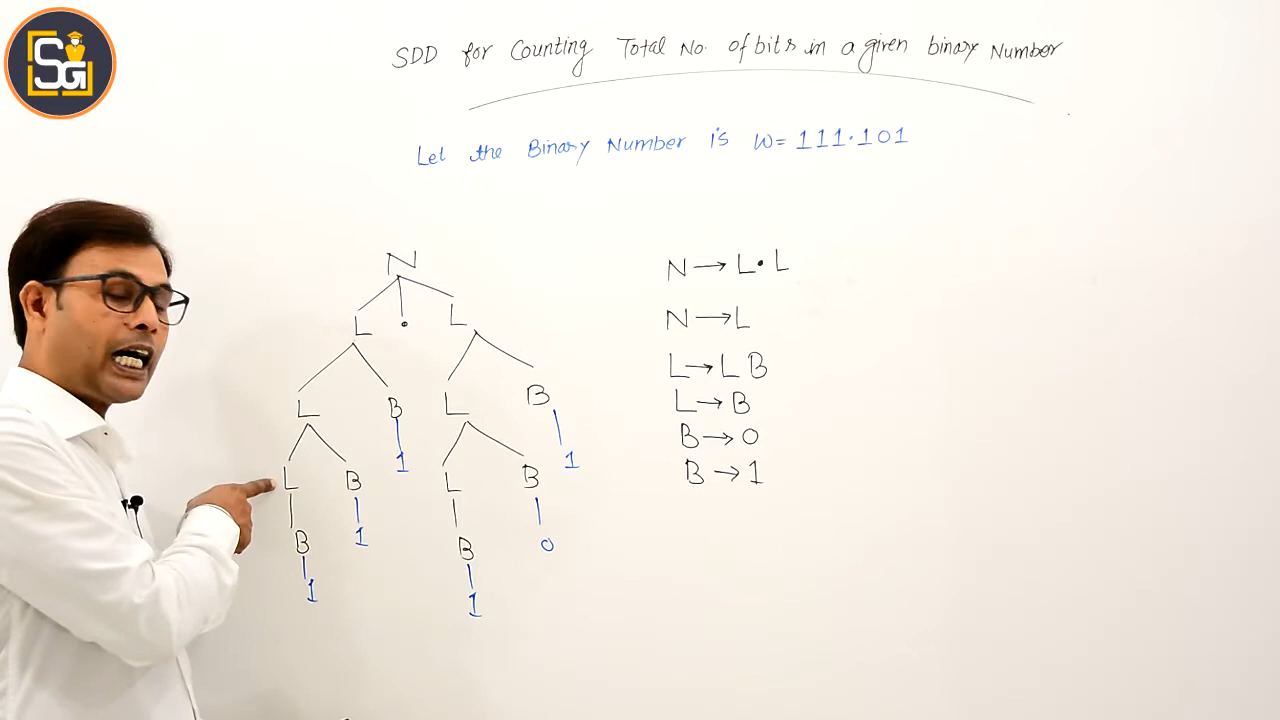 SG
SDD for Counting Total No. of bits in a given binary Number
Let the Binary Number is w = 111.101
N
L . L
L B L B
1 1
L B L B
B 1 B 0
1 1
N → L . L
N → L
L → L B
L → B
B → 0
B → 1